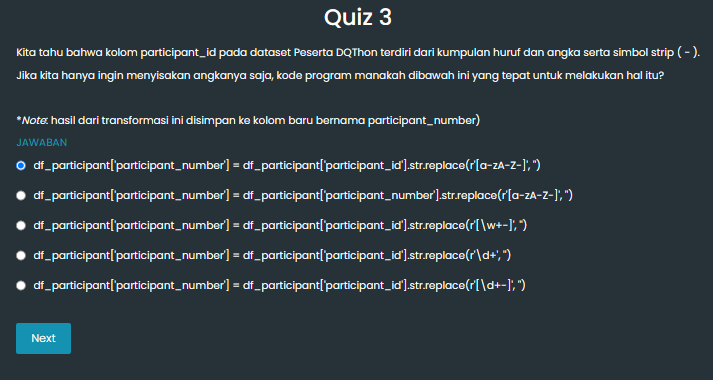 Quiz 3
Kita tahu bahwa kolom participant_id pada dataset Peserta DQThon terdiri dari kumpulan huruf dan angka serta simbol strip ( - ).
Jika kita hanya ingin menyisakan angkanya saja, kode program manakah dibawah ini yang tepat untuk melakukan hal itu?
*Note: hasil dari transformasi ini disimpan ke kolom baru bernama participant_number)
JAWABAN
df_participant['participant_number'] = df_participant['participant_id'].str.replace(r'[a-zA-Z-]', '')
df_participant['participant_number'] = df_participant['participant_number'].str.replace(r'[a-zA-Z-]', '')
df_participant['participant_number'] = df_participant['participant_id'].str.replace(r'[\w+-]', '')
df_participant['participant_number'] = df_participant['participant_id'].str.replace(r'\d+', '')
df_participant['participant_number'] = df_participant['participant_id'].str.replace(r'[\d+-]', '')
Next